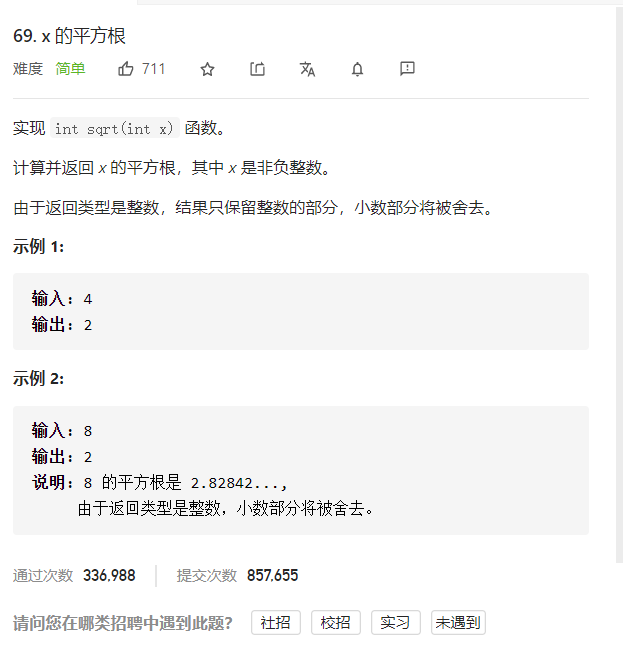 69. x 的平方根
难度 简单 711
实现 int sqrt(int x) 函数。
计算并返回 x 的平方根，其中 x 是非负整数。
由于返回类型是整数，结果只保留整数的部分，小数部分将被舍去。
示例 1:
输入: 4
输出: 2
示例 2:
输入: 8
输出: 2
说明: 8 的平方根是 2.82842...,
由于返回类型是整数，小数部分将被舍去。
通过次数 336,988 提交次数 857,655
请问您在哪类招聘中遇到此题？ 社招 校招 实习 未遇到